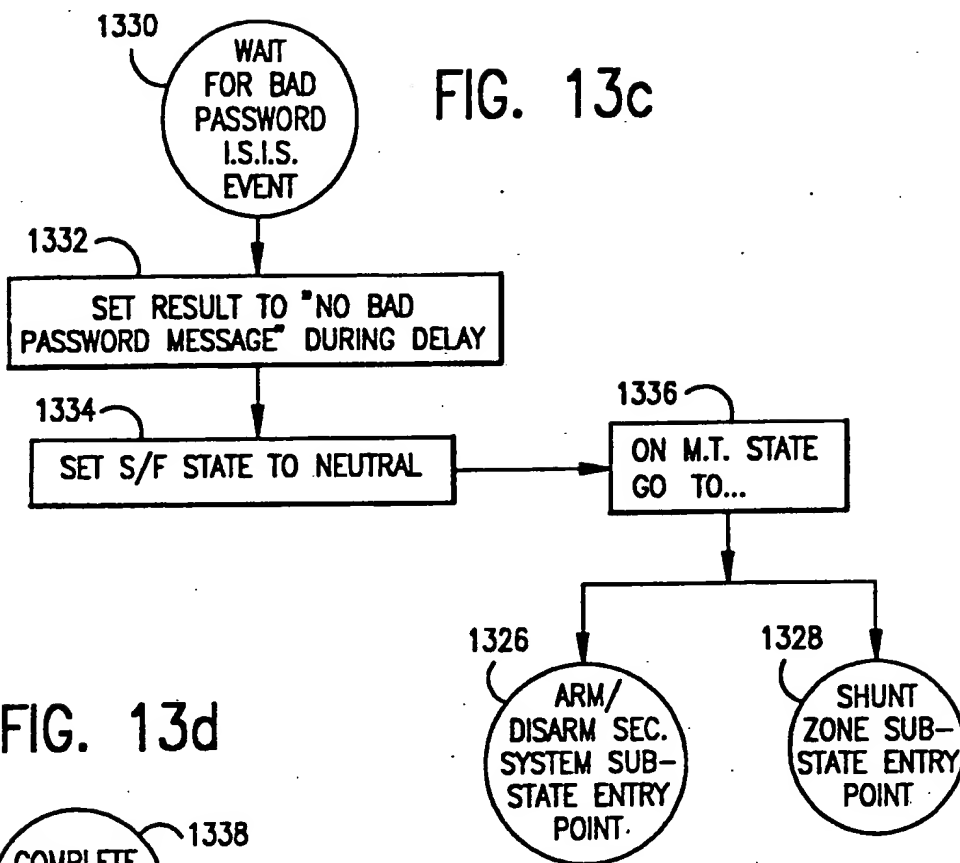 1330
WAIT
FOR BAD
PASSWORD
I.S.I.S.
EVENT
FIG. 13c
1332
SET RESULT TO "NO BAD
PASSWORD MESSAGE" DURING DELAY
1334
SET S/F STATE TO NEUTRAL
1336
ON M.T. STATE
GO TO...
1326
ARM/
DISARM SEC.
SYSTEM SUB-
STATE ENTRY
POINT
1328
SHUNT
ZONE SUB-
STATE ENTRY
POINT
FIG. 13d
1338
COMPLETE